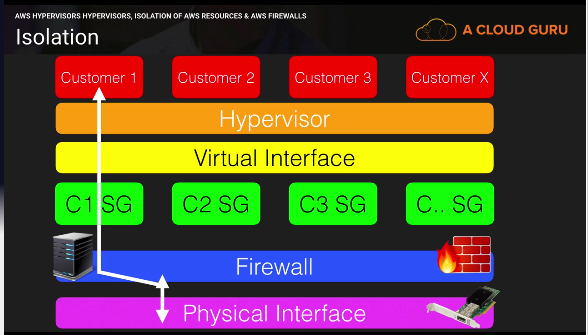 AWS HYPERVISORS HYPERVISORS, ISOLATION OF AWS RESOURCES & AWS FIREWALLS
Isolation
A CLOUD GURU
Customer 1
Customer 2
Customer 3
Customer X
Hypervisor
Virtual Interface
C1 SG
C2 SG
C3 SG
C.. SG
Firewall
Physical Interface